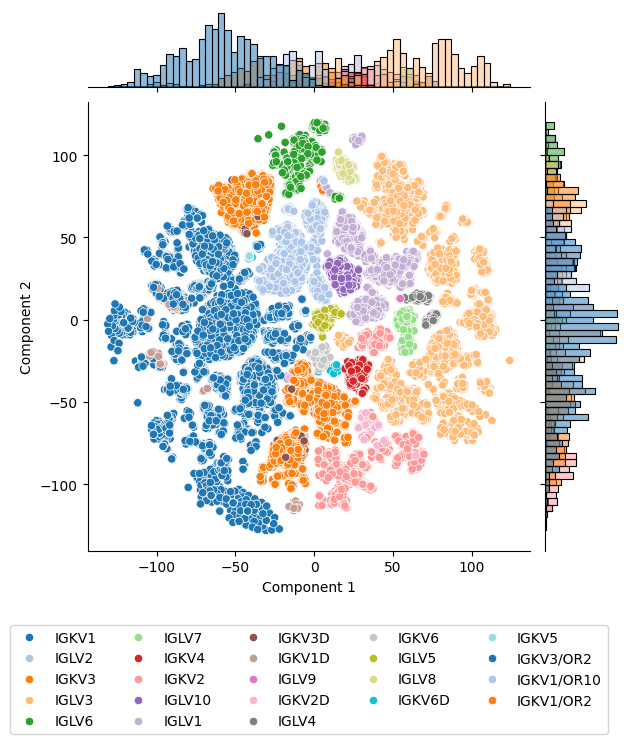 100
50
0
−50
−100
Component 2
−100 −50 0 50 100
Component 1
IGKV1 IGLV7 IGKV3D IGKV6 IGKV5
IGLV2 IGKV4 IGKV1D IGLV5 IGKV3/OR2
IGKV3 IGKV2 IGLV9 IGLV8 IGKV1/OR10
IGLV3 IGLV10 IGKV2D IGKV6D IGKV1/OR2
IGLV6 IGLV1 IGLV4